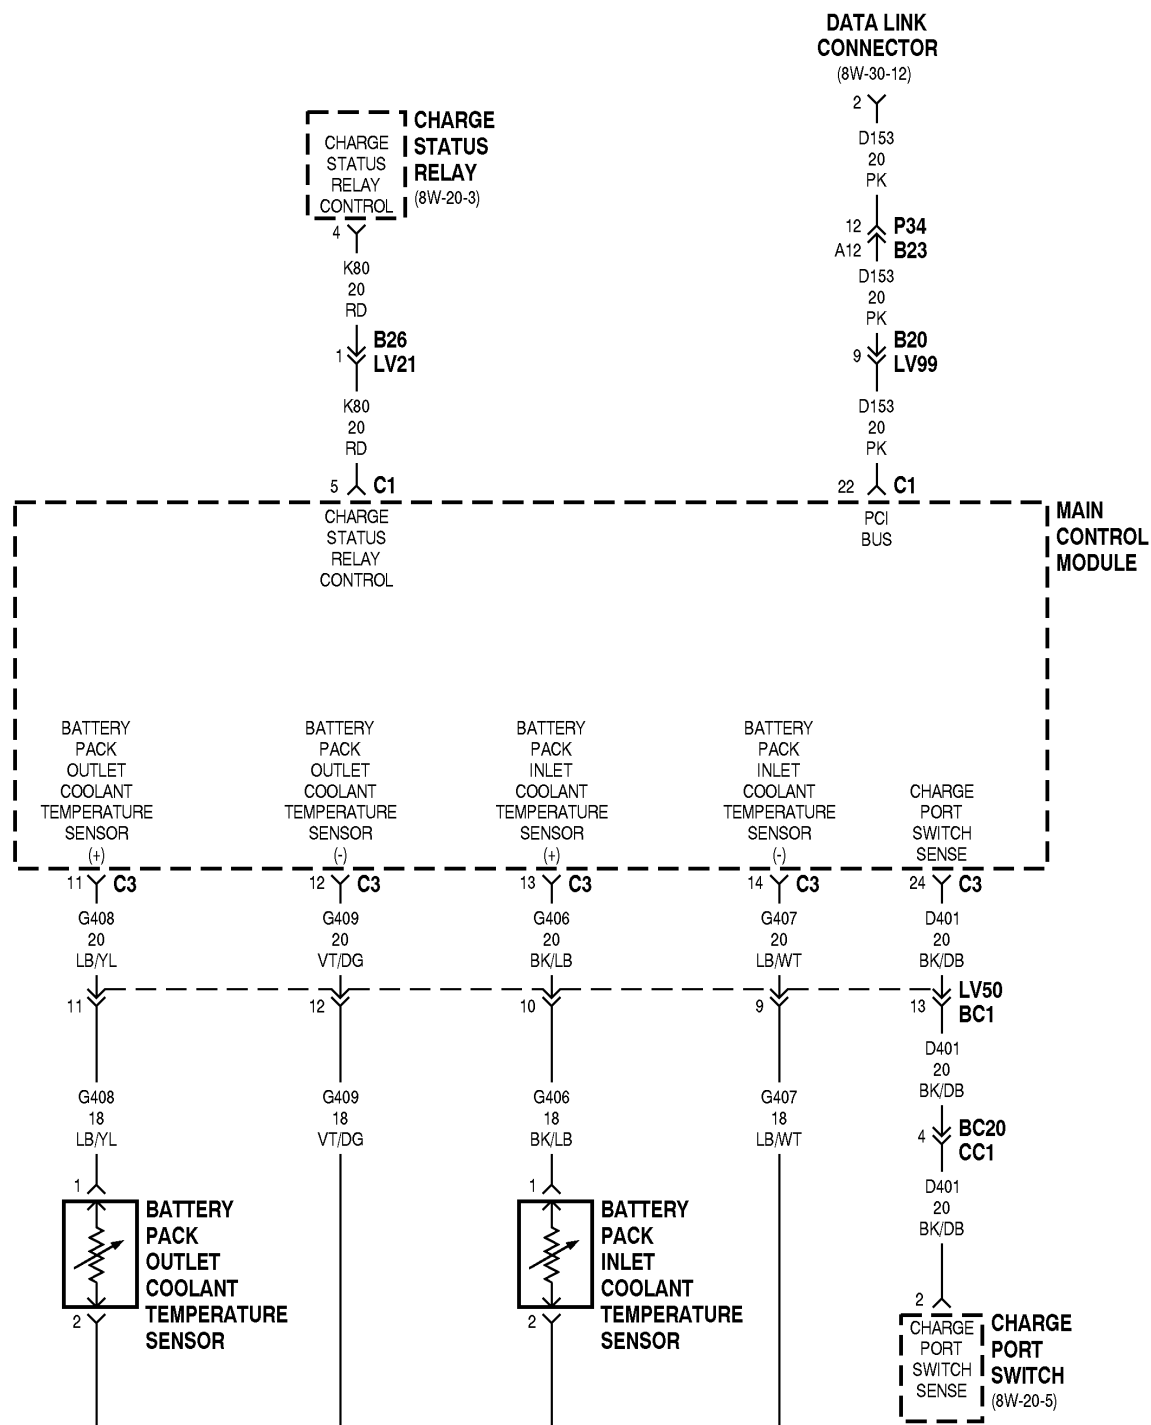 DATA LINK
CONNECTOR
(8W-30-12)
2
D153
20
PK
12 P34
A12 B23
D153
20
PK
B20
9 LV99
D153
20
PK
22 C1
CHARGE
STATUS
RELAY
CONTROL
CHARGE
STATUS
RELAY
(8W-20-3)
4
K80
20
RD
B26
1 LV21
K80
20
RD
5 C1
MAIN
CONTROL
MODULE
CHARGE
STATUS
RELAY
CONTROL
PCI
BUS
BATTERY
PACK
OUTLET
COOLANT
TEMPERATURE
SENSOR
(+)
BATTERY
PACK
OUTLET
COOLANT
TEMPERATURE
SENSOR
(-)
BATTERY
PACK
INLET
COOLANT
TEMPERATURE
SENSOR
(+)
BATTERY
PACK
INLET
COOLANT
TEMPERATURE
SENSOR
(-)
CHARGE
PORT
SWITCH
SENSE
11 C3
12 C3
13 C3
14 C3
24 C3
G408
20
LB/YL
G409
20
VT/DG
G406
20
BK/LB
G407
20
LB/WT
D401
20
BK/DB
LV50
11
12
10
9
13 BC1
G408
18
LB/YL
G409
18
VT/DG
G406
18
BK/LB
G407
18
LB/WT
D401
20
BK/DB
BC20
4 CC1
D401
20
BK/DB
1
BATTERY
PACK
OUTLET
COOLANT
TEMPERATURE
SENSOR
2
1
BATTERY
PACK
INLET
COOLANT
TEMPERATURE
SENSOR
2
2
CHARGE
PORT
SWITCH
SENSE
CHARGE
PORT
SWITCH
(8W-20-5)